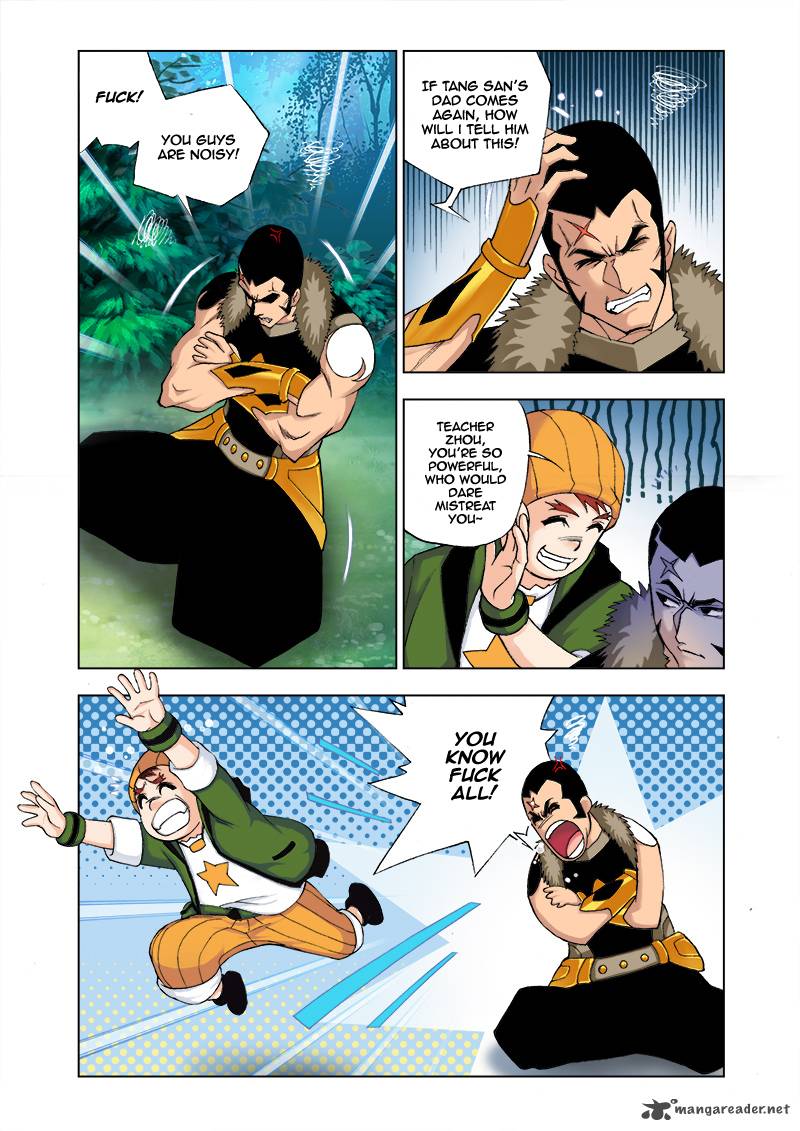 FUCK!
YOU GUYS
ARE NOISY!
IF TANG SAN'S
DAD COMES
AGAIN, HOW
WILL I TELL HIM
ABOUT THIS!
TEACHER
ZHOU,
YOU'RE SO
POWERFUL,
WHO WOULD
DARE
MISTREAT
YOU~
YOU
KNOW
FUCK
ALL!
mangareader.net